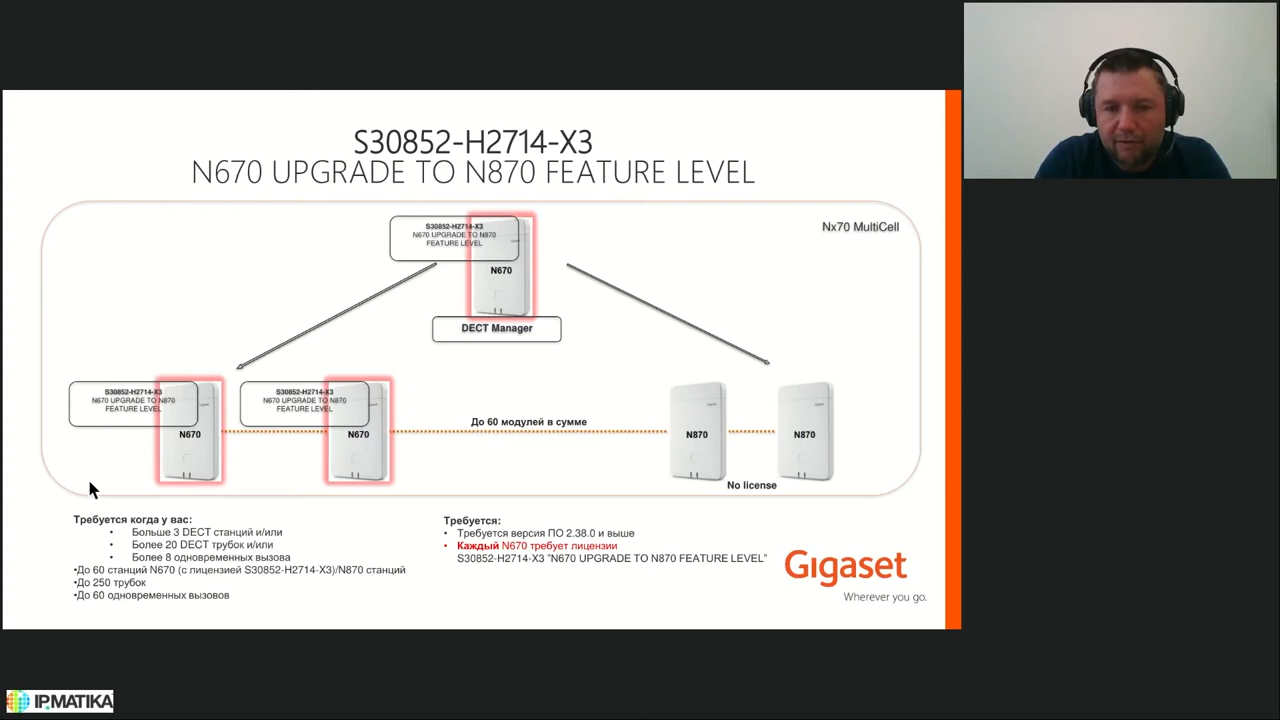 S30852-H2714-X3
N670 UPGRADE TO N870 FEATURE LEVEL
Nx70 MultiCell
S30852-H2714-X3
N670 UPGRADE TO N870
FEATURE LEVEL
N670
DECT Manager
S30852-H2714-X3
N670 UPGRADE TO N870
FEATURE LEVEL
N670
S30852-H2714-X3
N670 UPGRADE TO N870
FEATURE LEVEL
N670
До 60 модулей в сумме
N870
N870
No license
Требуется когда у вас:
• Больше 3 DECT станций и/или
• Более 20 DECT трубок и/или
• Более 8 одновременных вызова
•До 60 станций N670 (с лицензией S30852-H2714-X3)/N870 станций
•До 250 трубок
•До 60 одновременных вызовов
Требуется:
• Требуется версия ПО 2.38.0 и выше
• Каждый N670 требует лицензии
S30852-H2714-X3 "N670 UPGRADE TO N870 FEATURE LEVEL"
Gigaset
Wherever you go.
IPMATIKA